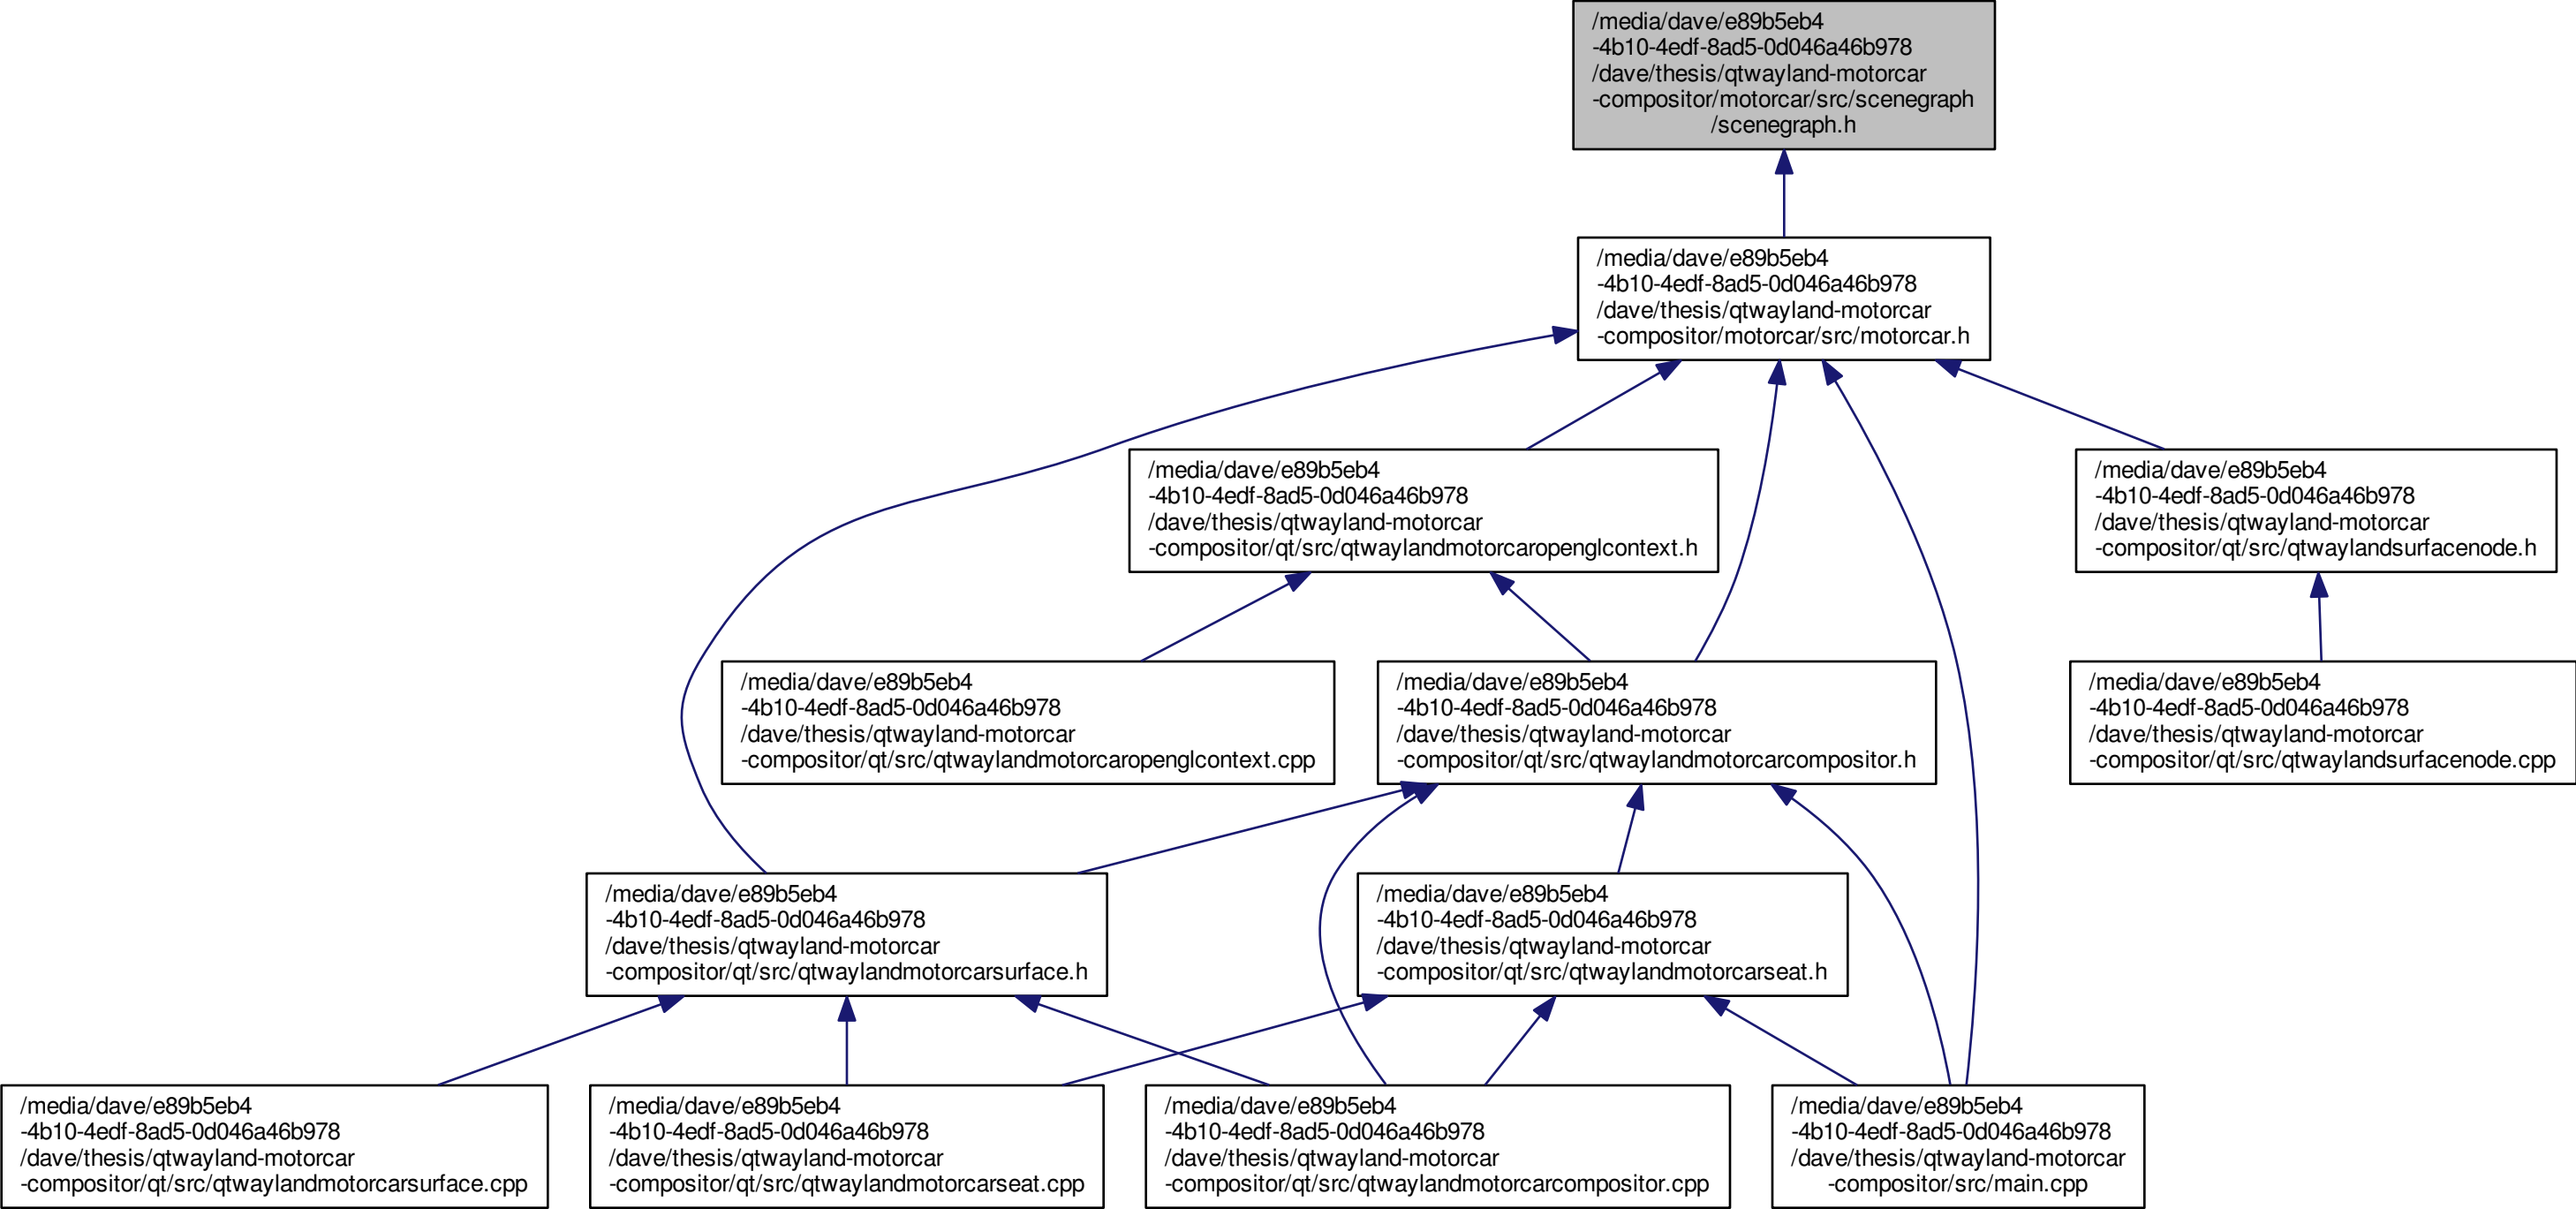 /media/dave/e89b5eb4
-4b10-4edf-8ad5-0d046a46b978
/dave/thesis/qtwayland-motorcar
-compositor/motorcar/src/scenegraph
/scenegraph.h
/media/dave/e89b5eb4
-4b10-4edf-8ad5-0d046a46b978
/dave/thesis/qtwayland-motorcar
-compositor/motorcar/src/motorcar.h
/media/dave/e89b5eb4
-4b10-4edf-8ad5-0d046a46b978
/dave/thesis/qtwayland-motorcar
-compositor/qt/src/qtwaylandmotorcaropenglcontext.h
/media/dave/e89b5eb4
-4b10-4edf-8ad5-0d046a46b978
/dave/thesis/qtwayland-motorcar
-compositor/qt/src/qtwaylandsurfacenode.h
/media/dave/e89b5eb4
-4b10-4edf-8ad5-0d046a46b978
/dave/thesis/qtwayland-motorcar
-compositor/qt/src/qtwaylandmotorcaropenglcontext.cpp
/media/dave/e89b5eb4
-4b10-4edf-8ad5-0d046a46b978
/dave/thesis/qtwayland-motorcar
-compositor/qt/src/qtwaylandmotorcarcompositor.h
/media/dave/e89b5eb4
-4b10-4edf-8ad5-0d046a46b978
/dave/thesis/qtwayland-motorcar
-compositor/qt/src/qtwaylandsurfacenode.cpp
/media/dave/e89b5eb4
-4b10-4edf-8ad5-0d046a46b978
/dave/thesis/qtwayland-motorcar
-compositor/qt/src/qtwaylandmotorcarsurface.h
/media/dave/e89b5eb4
-4b10-4edf-8ad5-0d046a46b978
/dave/thesis/qtwayland-motorcar
-compositor/qt/src/qtwaylandmotorcarseat.h
/media/dave/e89b5eb4
-4b10-4edf-8ad5-0d046a46b978
/dave/thesis/qtwayland-motorcar
-compositor/qt/src/qtwaylandmotorcarsurface.cpp
/media/dave/e89b5eb4
-4b10-4edf-8ad5-0d046a46b978
/dave/thesis/qtwayland-motorcar
-compositor/qt/src/qtwaylandmotorcarseat.cpp
/media/dave/e89b5eb4
-4b10-4edf-8ad5-0d046a46b978
/dave/thesis/qtwayland-motorcar
-compositor/qt/src/qtwaylandmotorcarcompositor.cpp
/media/dave/e89b5eb4
-4b10-4edf-8ad5-0d046a46b978
/dave/thesis/qtwayland-motorcar
-compositor/src/main.cpp